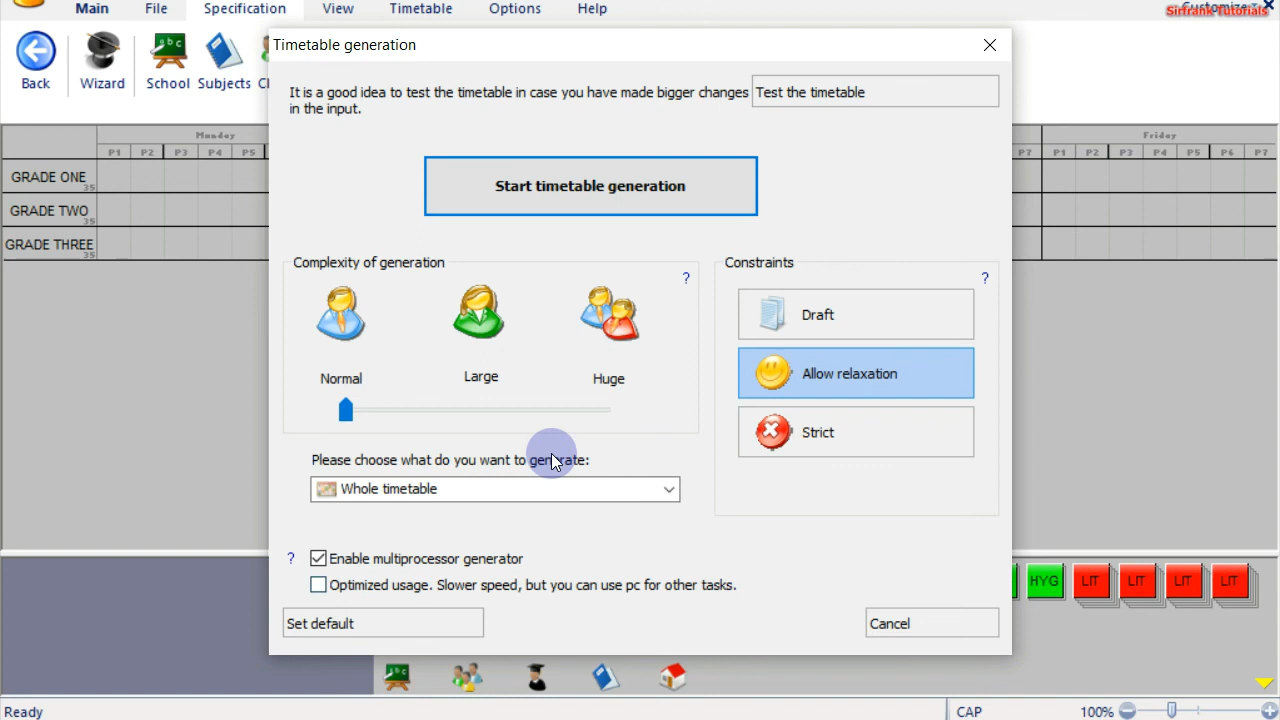 Main File Specification View Timetable Options Help
Customize
Sirfrank Tutorials
Back Wizard School Subjects
Timetable generation
It is a good idea to test the timetable in case you have made bigger changes
in the input.
Test the timetable
Monday Friday
P1 P2 P3 P4 P5 P7 P1 P2 P3 P4 P5 P6 P7
GRADE ONE 35
GRADE TWO 35
GRADE THREE 35
Start timetable generation
Complexity of generation
?
Normal Large Huge
Constraints
?
Draft
Allow relaxation
Strict
Please choose what do you want to generate:
Whole timetable
? Enable multiprocessor generator
Optimized usage. Slower speed, but you can use pc for other tasks.
Set default
Cancel
HYG LIT LIT LIT LIT
abc
Ready CAP 100%